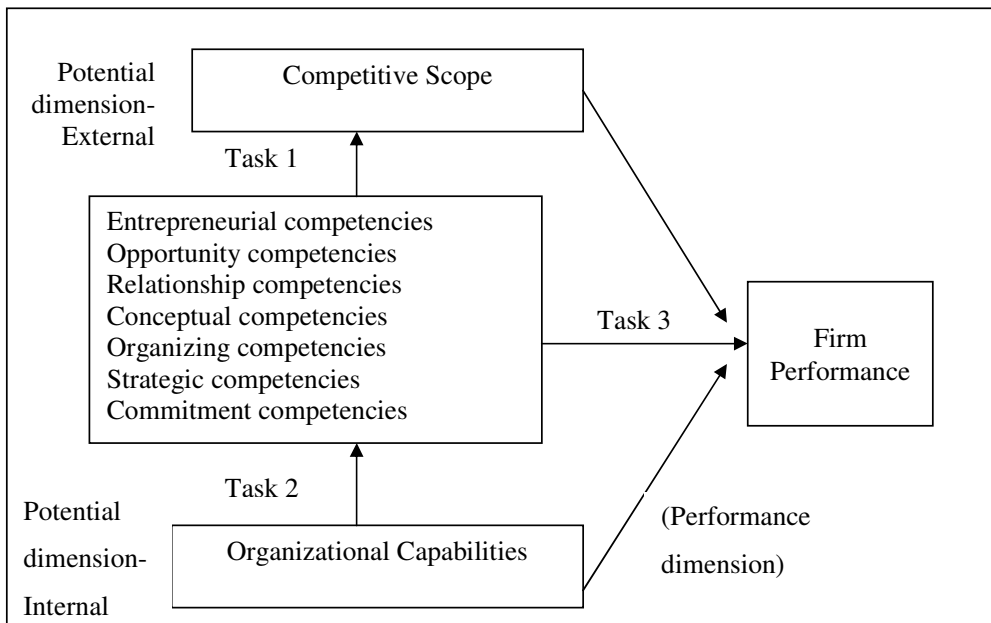 Potential
dimension-
External
Competitive Scope
Task 1
Entrepreneurial competencies
Opportunity competencies
Relationship competencies
Conceptual competencies
Organizing competencies
Strategic competencies
Commitment competencies
Task 3
Firm
Performance
Task 2
Potential
dimension-
Internal
Organizational Capabilities
(Performance
dimension)